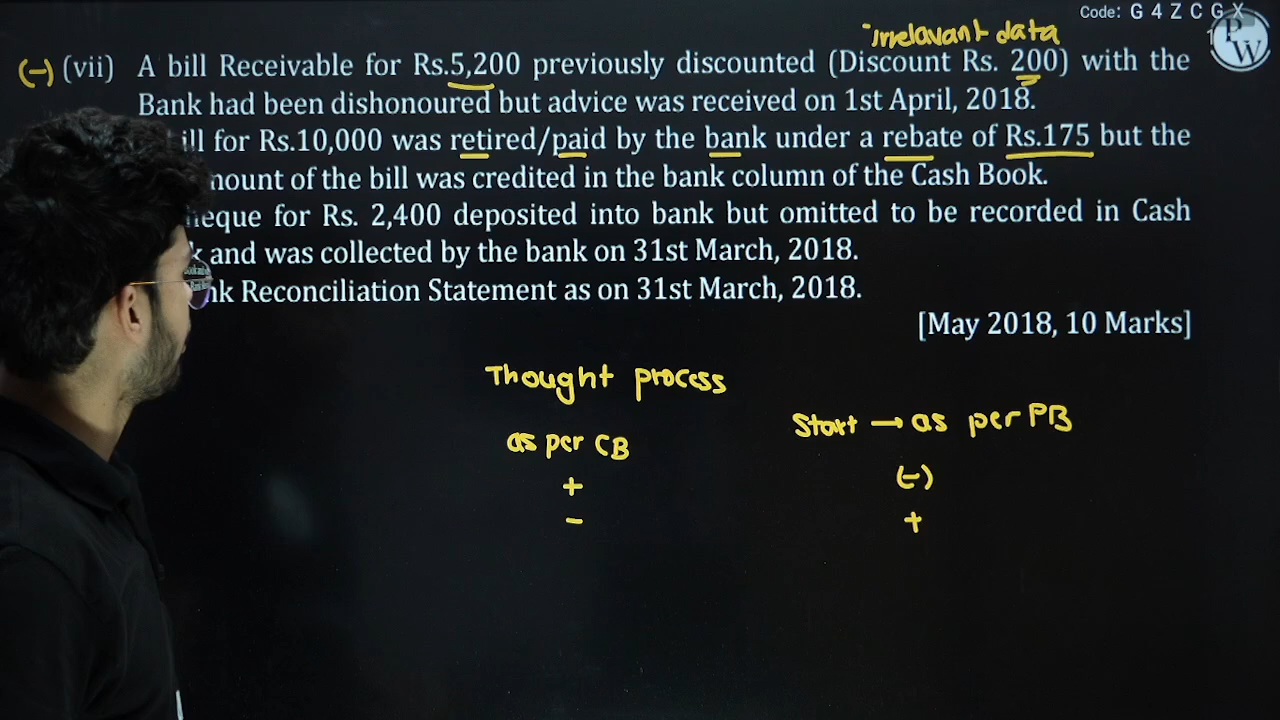 Code: G 4 Z C G X
irrelavant data
P
W
(-) (vii) A bill Receivable for Rs.5,200 previously discounted (Discount Rs. 200) with the
Bank had been dishonoured but advice was received on 1st April, 2018.
ill for Rs.10,000 was retired/paid by the bank under a rebate of Rs.175 but the
mount of the bill was credited in the bank column of the Cash Book.
heque for Rs. 2,400 deposited into bank but omitted to be recorded in Cash
k and was collected by the bank on 31st March, 2018.
nk Reconciliation Statement as on 31st March, 2018.
[May 2018, 10 Marks]
Thought process
Start → as per PB
as per CB
+ (-)
- +